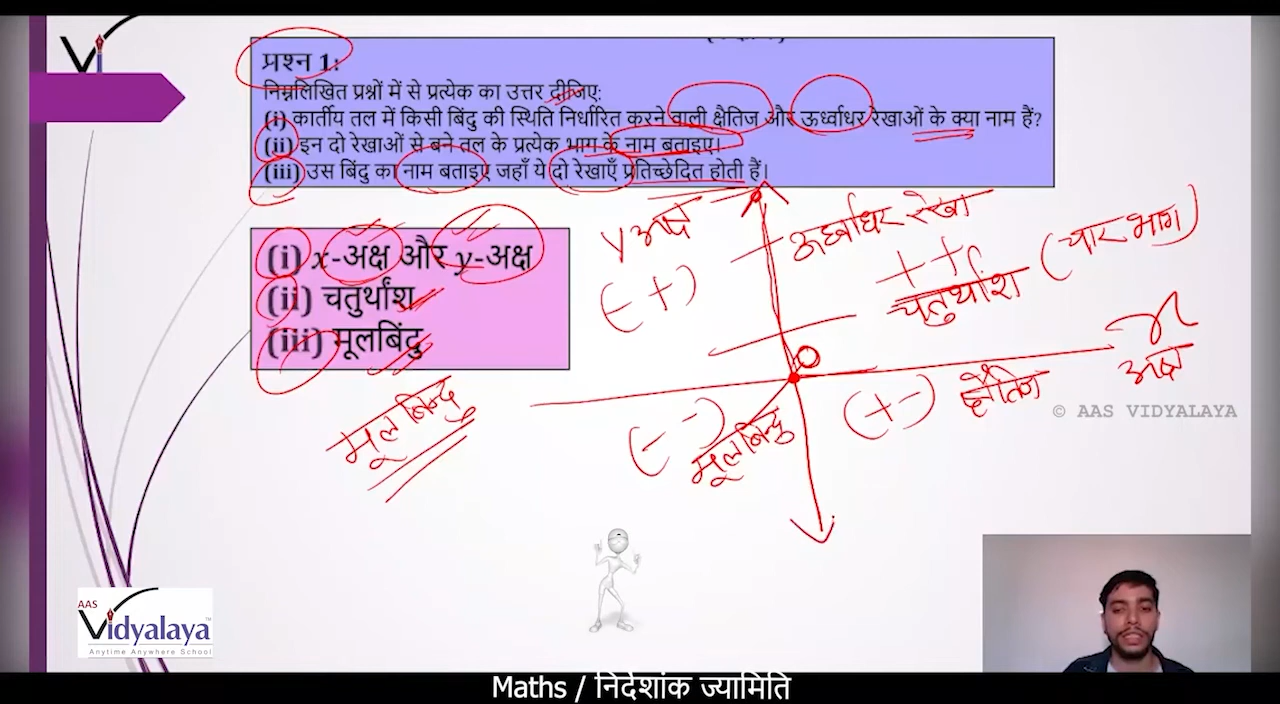 प्रश्न 1:
निम्नलिखित प्रश्नों में से प्रत्येक का उत्तर दीजिए:
(i) कार्तीय तल में किसी बिंदु की स्थिति निर्धारित करने वाली क्षैतिज और ऊर्ध्वाधर रेखाओं के क्या नाम हैं?
(ii) इन दो रेखाओं से बने तल के प्रत्येक भाग के नाम बताइए।
(iii) उस बिंदु का नाम बताइए जहाँ ये दो रेखाएँ प्रतिच्छेदित होती हैं।
(i) x-अक्ष और y-अक्ष
(ii) चतुर्थांश
(iii) मूलबिंदु
मूलबिन्दु
y अक्ष
ऊर्ध्वाधर रेखा
(- +)
+ +
चतुर्थांश (चार भाग)
O
x
अक्ष
(- -)
मूलबिन्दु
(+ -)
क्षैतिज
© AAS VIDYALAYA
AAS
Vidyalaya
Anytime Anywhere School
Maths / निर्देशांक ज्यामिति